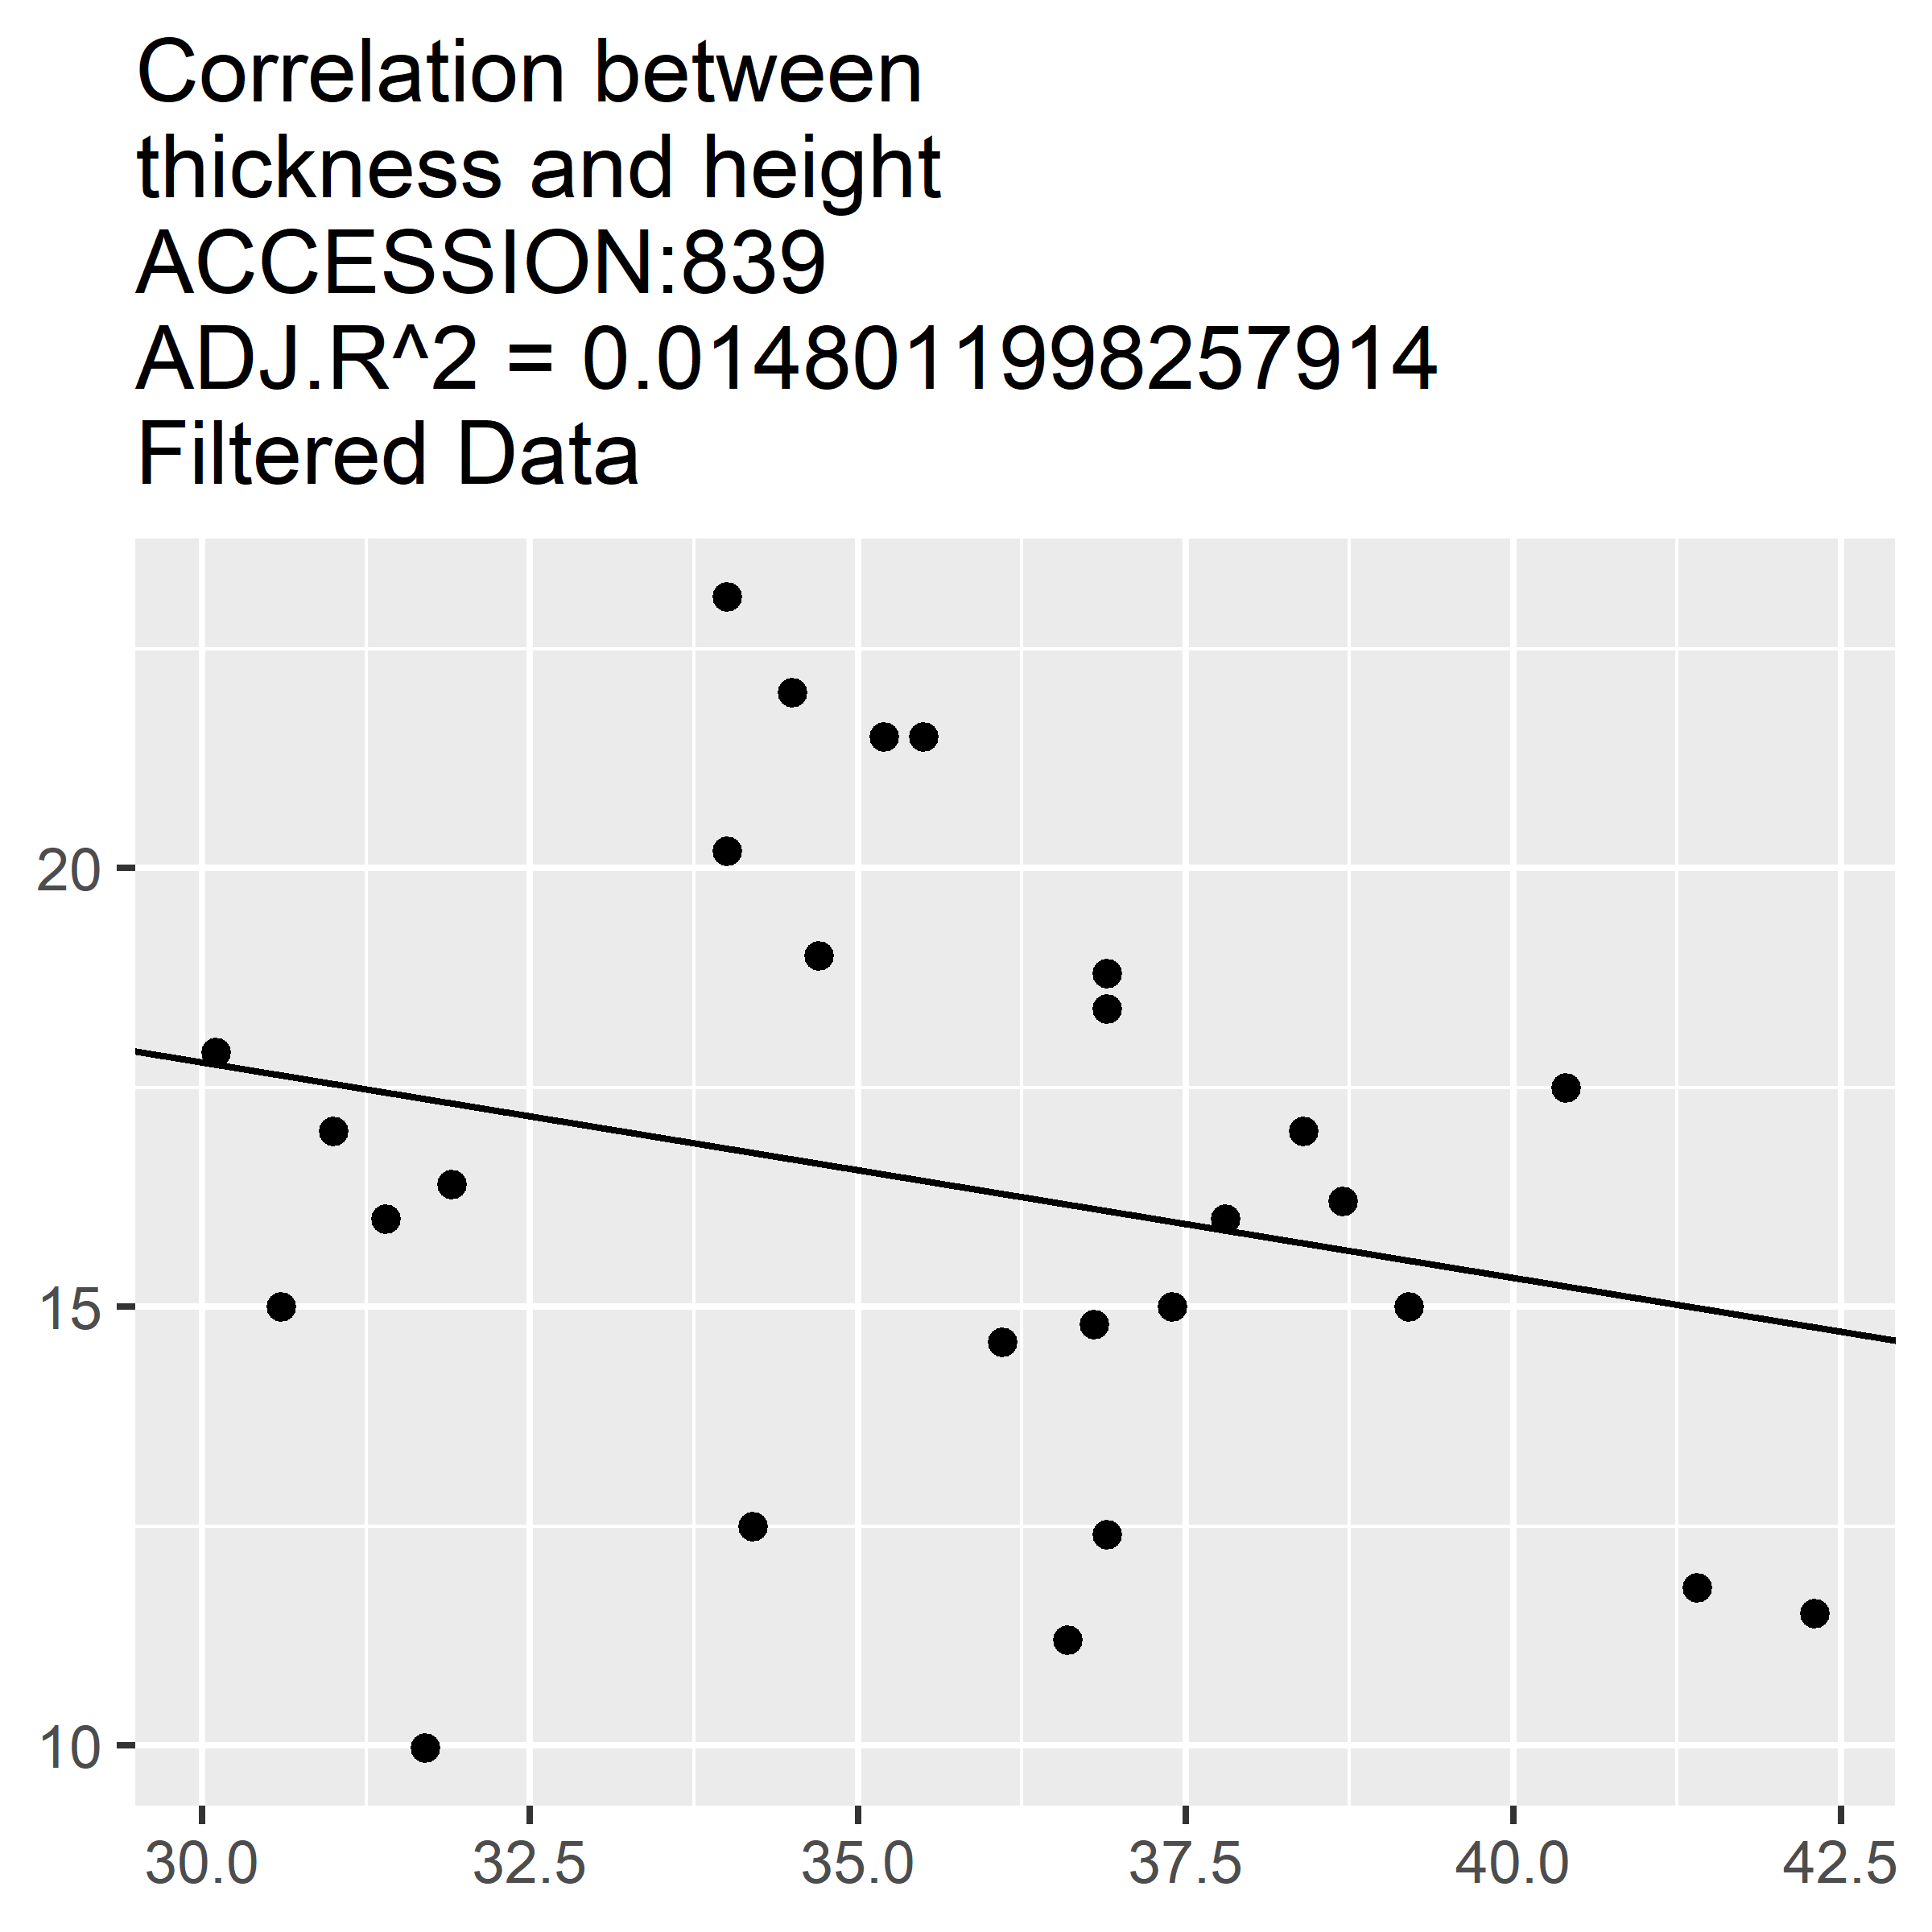 Correlation between
thickness and height
ACCESSION:839
ADJ.R^2 = 0.0148011998257914
Filtered Data
20
15
10
30.0 32.5 35.0 37.5 40.0 42.5